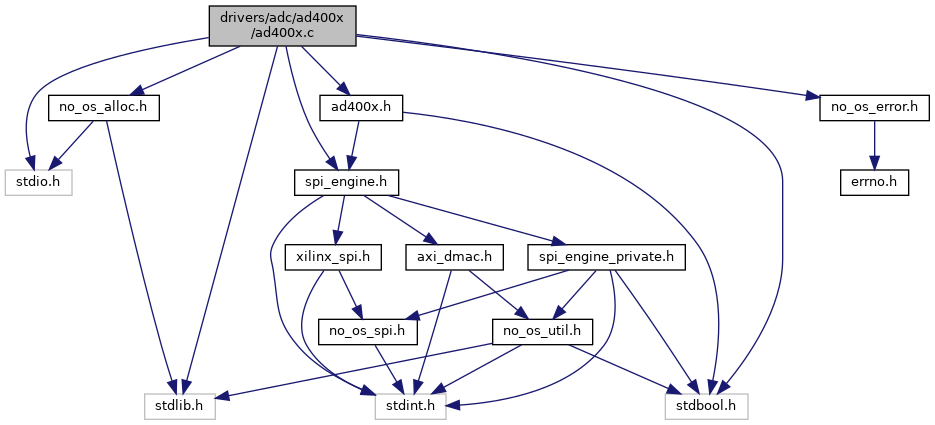 drivers/adc/ad400x
/ad400x.c
no_os_alloc.h
ad400x.h
no_os_error.h
stdio.h
spi_engine.h
errno.h
xilinx_spi.h
axi_dmac.h
spi_engine_private.h
no_os_spi.h
no_os_util.h
stdlib.h
stdint.h
stdbool.h